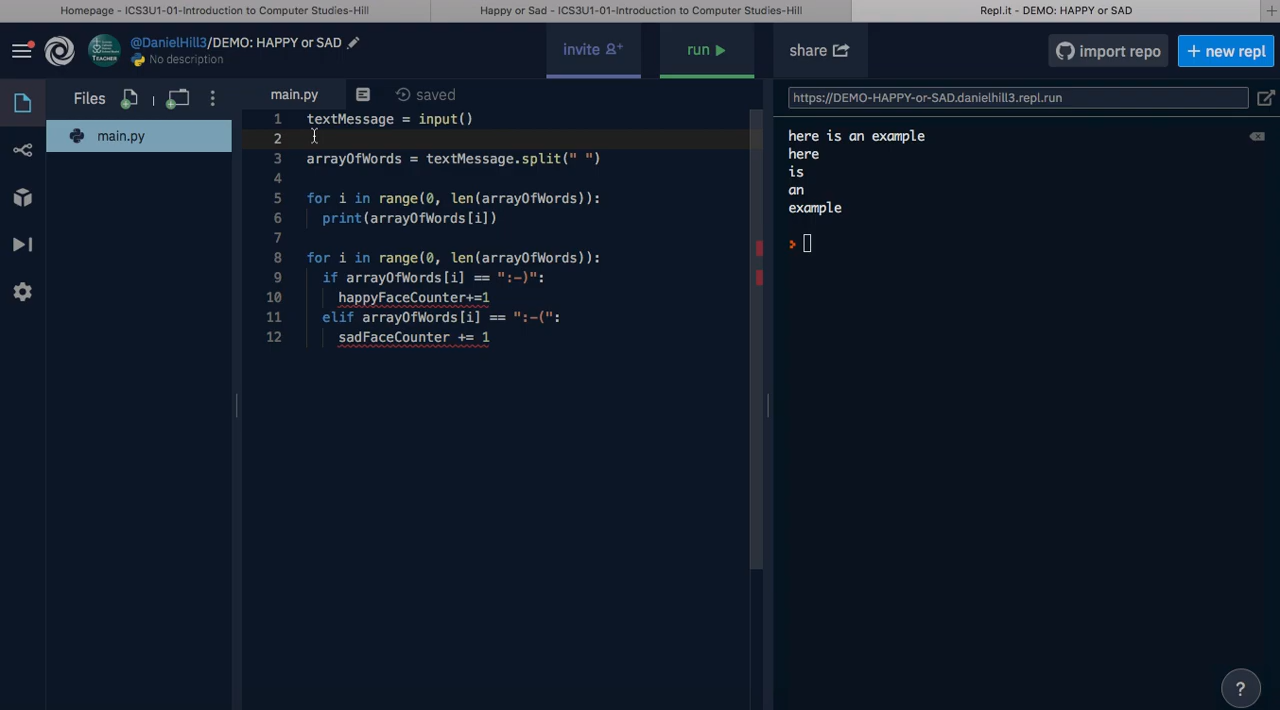 Homepage - ICS3U1-01-Introduction to Computer Studies-Hill
Happy or Sad - ICS3U1-01-Introduction to Computer Studies-Hill
Repl.it - DEMO: HAPPY or SAD
@DanielHill3/DEMO: HAPPY or SAD
No description
TEACHER
invite
run
share
import repo
+ new repl
Files
main.py
main.py
saved
1 textMessage = input()
2
3 arrayOfWords = textMessage.split(" ")
4
5 for i in range(0, len(arrayOfWords)):
6 print(arrayOfWords[i])
7
8 for i in range(0, len(arrayOfWords)):
9 if arrayOfWords[i] == ":-)":
10 happyFaceCounter+=1
11 elif arrayOfWords[i] == ":-(":
12 sadFaceCounter += 1
https://DEMO-HAPPY-or-SAD.danielhill3.repl.run
here is an example
here
is
an
example
?